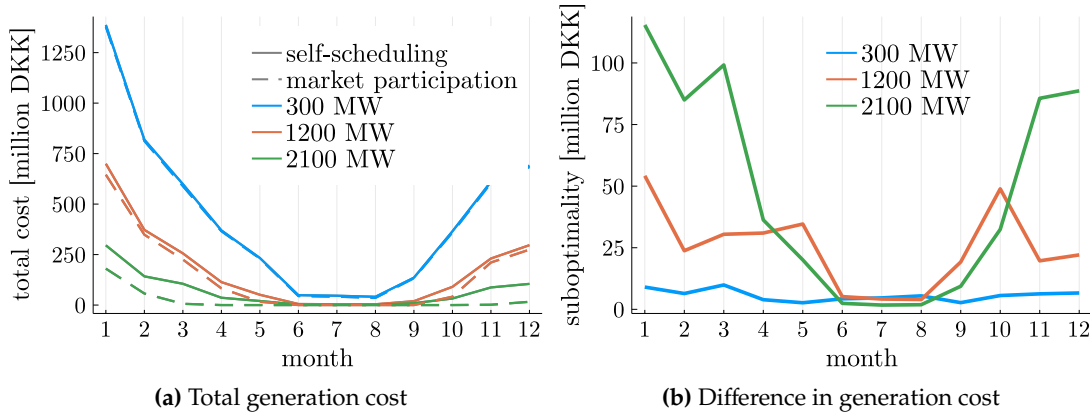 total cost [million DKK]
1250
1000
750
500
250
0
self-scheduling
market participation
300 MW
1200 MW
2100 MW
1 2 3 4 5 6 7 8 9 10 11 12
month
(a) Total generation cost
suboptimality [million DKK]
100
75
50
25
0
300 MW
1200 MW
2100 MW
1 2 3 4 5 6 7 8 9 10 11 12
month
(b) Difference in generation cost